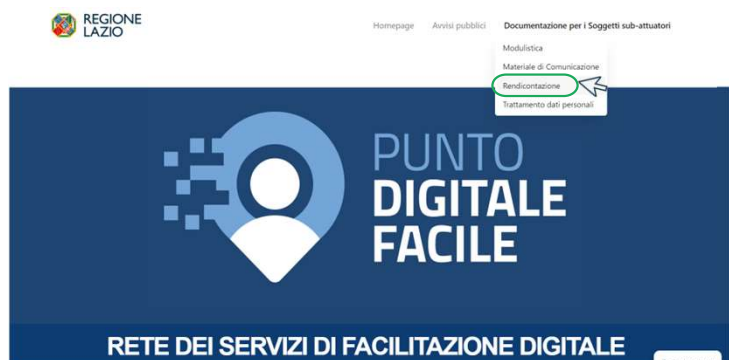 REGIONE
LAZIO
Homepage Avvisi pubblici Documentazione per i Soggetti sub-attuatori
Modulistica
Materiale di Comunicazione
Rendicontazione
Trattamento dati personali
PUNTO
DIGITALE
FACILE
RETE DEI SERVIZI DI FACILITAZIONE DIGITALE